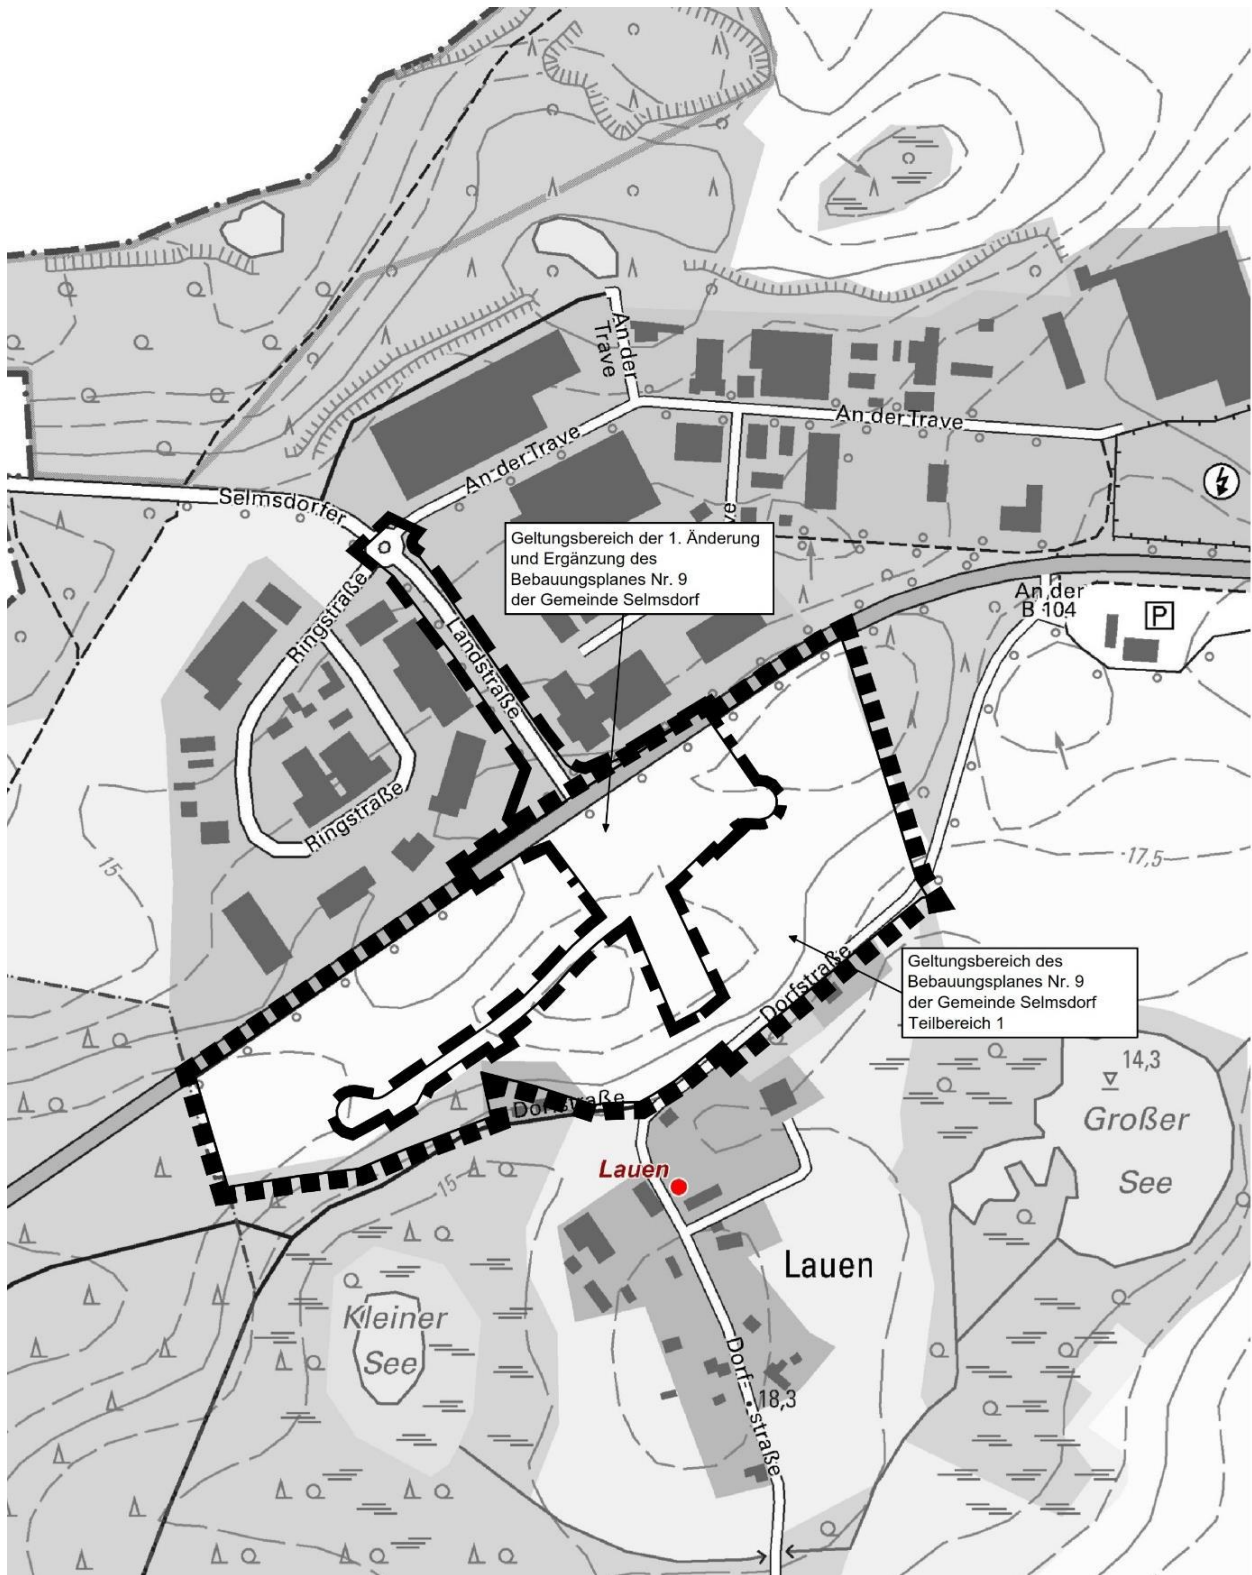 An der
Trave
An der Trave
An der Trave
Selmsdorfer
Landstraße
Ringstraße
Ringstraße
Geltungsbereich der 1. Änderung
und Ergänzung des
Bebauungsplanes Nr. 9
der Gemeinde Selmsdorf
An der
B 104
P
15
17,5
Dorfstraße
Geltungsbereich des
Bebauungsplanes Nr. 9
der Gemeinde Selmsdorf
Teilbereich 1
Dorfstraße
14,3
Großer
See
15
Lauen
Lauen
Kleiner
See
Dorf-
18,3
straße